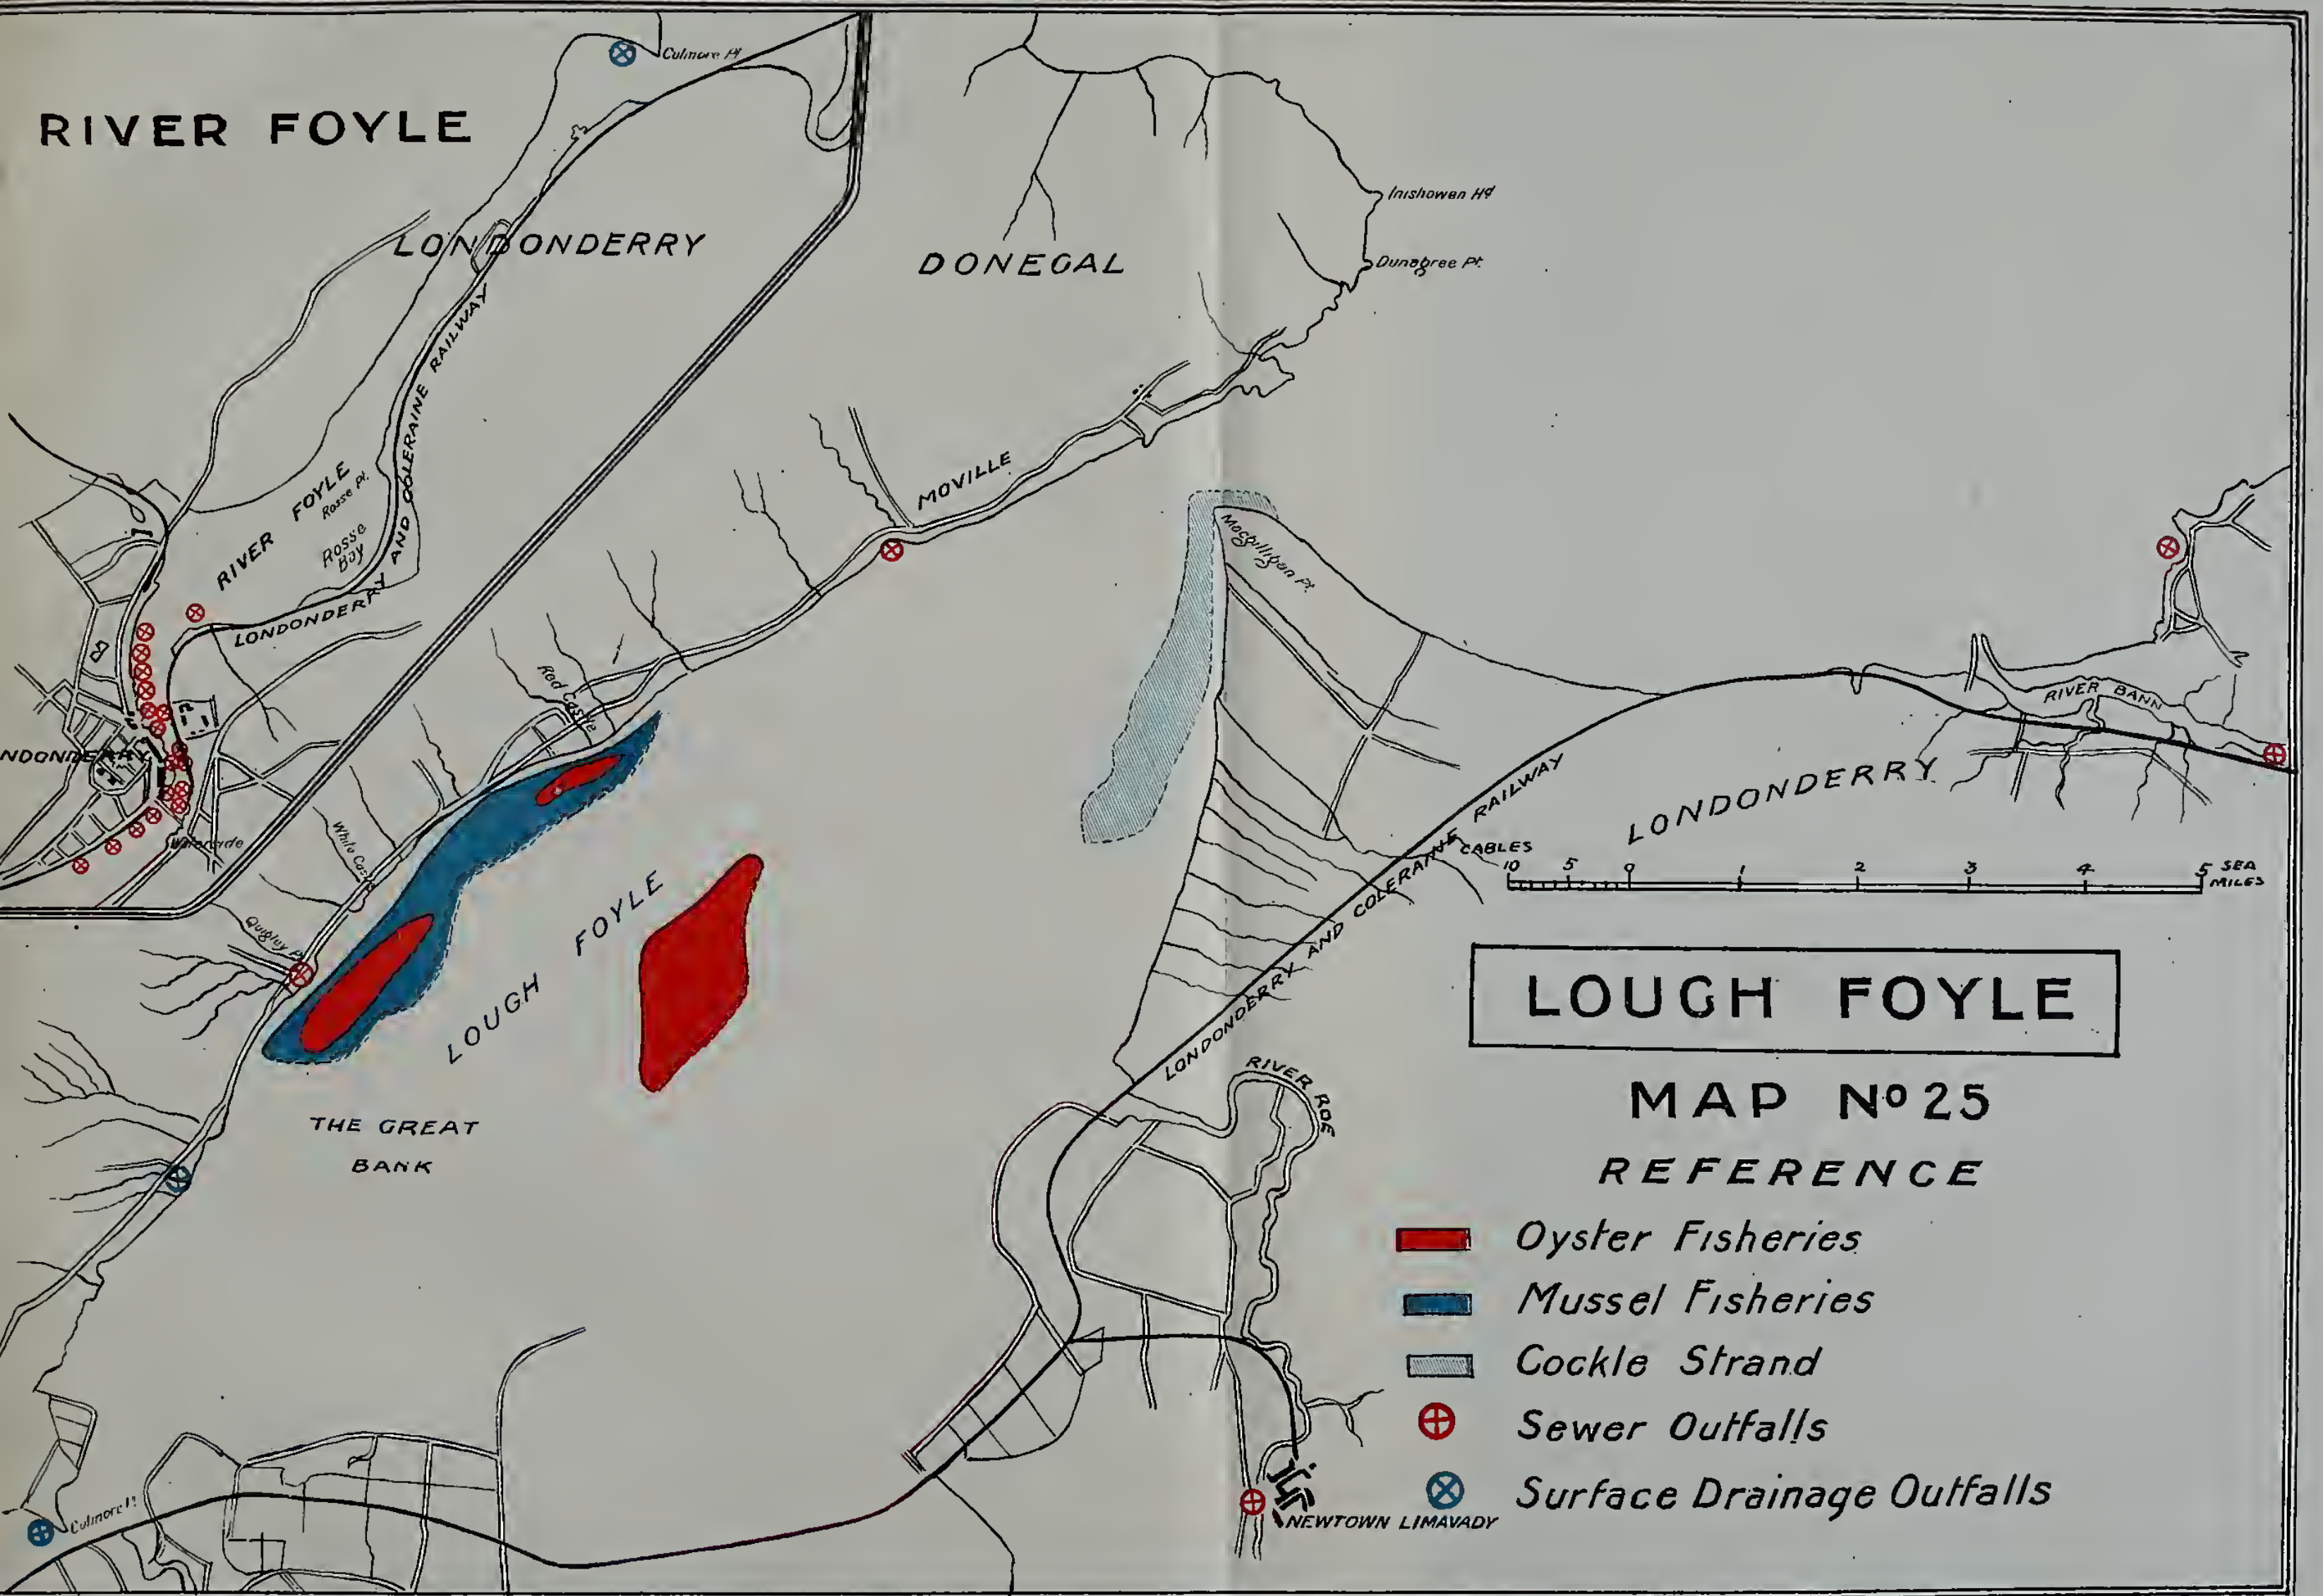 RIVER FOYLE
Culmore Pt
LONDONDERRY
DONEGAL
Inishowen Hd
Dunagree Pt.
RIVER FOYLE
Rosse Pt.
Rosse Bay
LONDONDERRY AND COLERAINE RAILWAY
MOVILLE
Magilligan Pt.
Red Castle
NDONDERRY
Waterside
White Castle
Quigley Pt
LOUGH FOYLE
THE GREAT
BANK
RIVER BANN
LONDONDERRY
LONDONDERRY AND COLERAINE RAILWAY
CABLES
10 5 0 1 2 3 4 5 SEA
MILES
LOUGH FOYLE
MAP No 25
REFERENCE
Oyster Fisheries
Mussel Fisheries
Cockle Strand
Sewer Outfalls
Surface Drainage Outfalls
RIVER ROE
NEWTOWN LIMAVADY
Culmore Pt